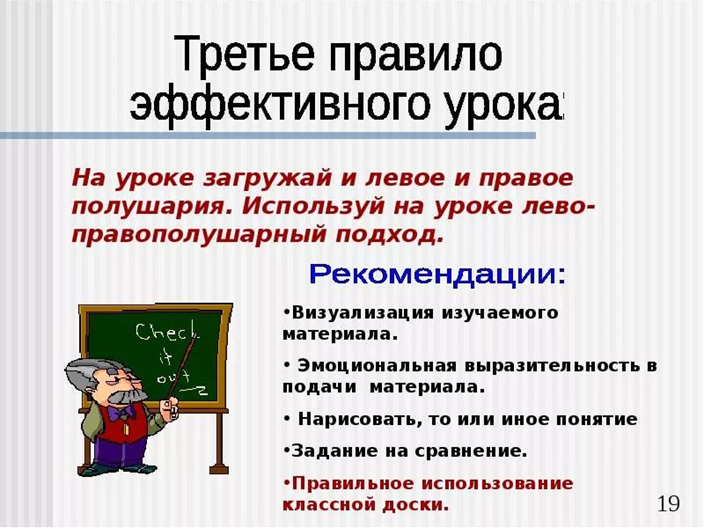 Третье правило
эффективного урока:
На уроке загружай и левое и правое
полушария. Используй на уроке лево-
правополушарный подход.
Рекомендации:
•Визуализация изучаемого
материала.
• Эмоциональная выразительность в
подачи материала.
• Нарисовать, то или иное понятие
•Задание на сравнение.
•Правильное использование
классной доски.
Check
it
out
19